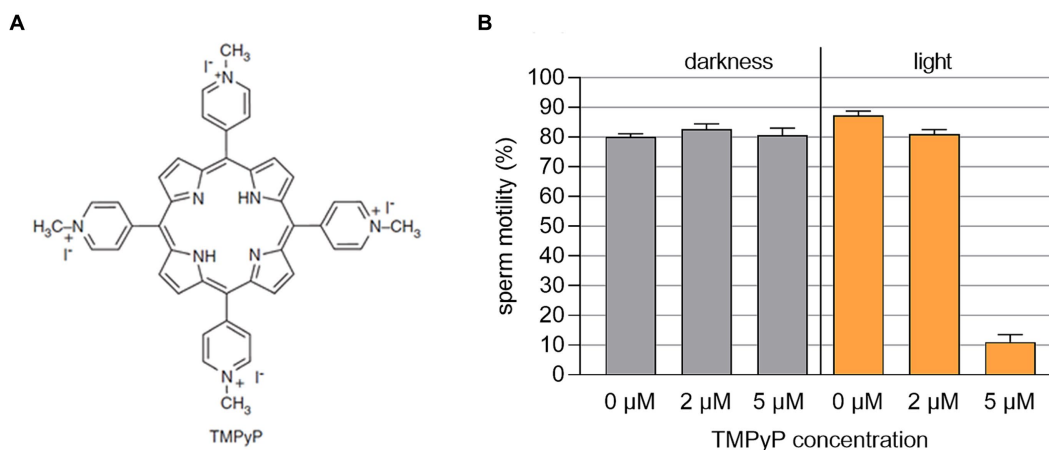 A
CH₃
I⁻
N
+
N
HN
H₃C
N
+
I⁻
I⁻
+
N
CH₃
NH
N
N
+
I⁻
CH₃
TMPyP
B
darkness
light
sperm motility (%)
100
90
80
70
60
50
40
30
20
10
0
0 µM
2 µM
5 µM
0 µM
2 µM
5 µM
TMPyP concentration